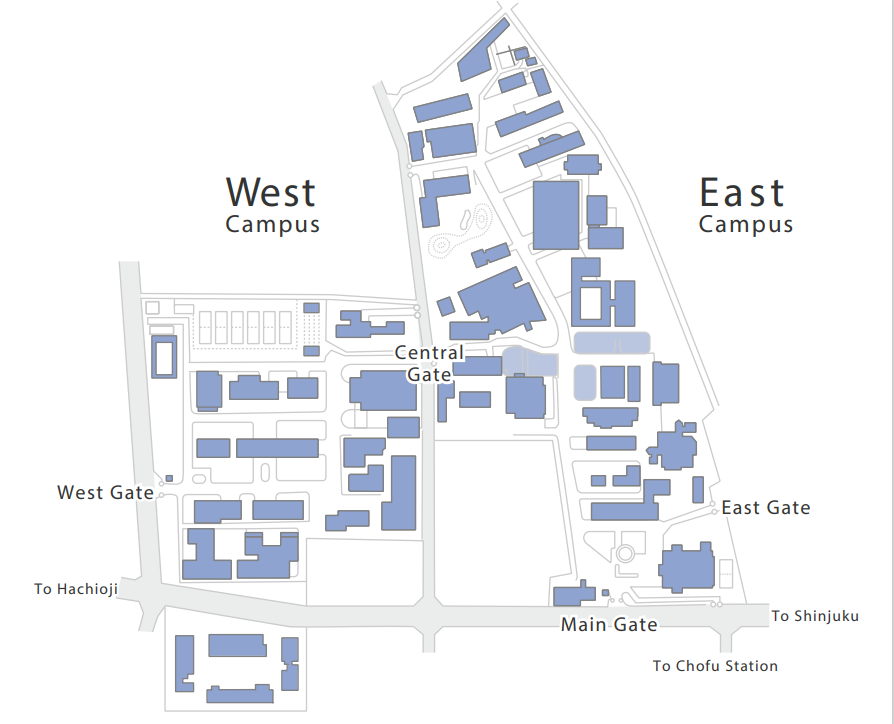 West
Campus
East
Campus
Central
Gate
West Gate
East Gate
To Hachioji
Main Gate
To Shinjuku
To Chofu Station